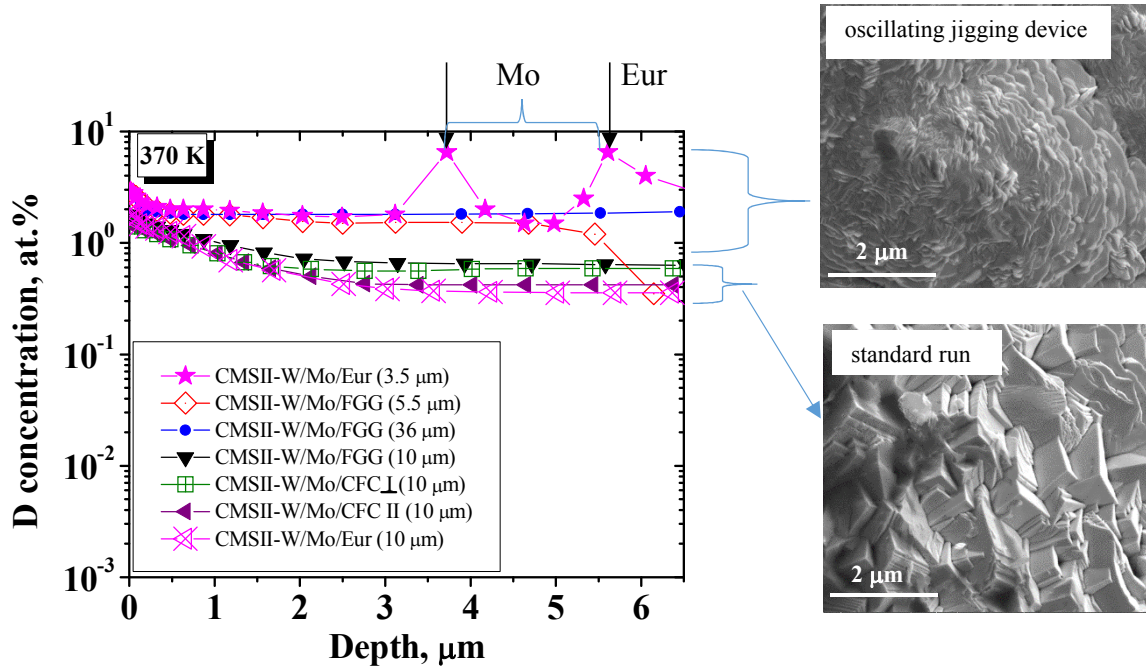 oscillating jigging device
Mo
Eur
10¹
370 K
10⁰
2 μm
D concentration, at.%
10⁻¹
standard run
CMSII-W/Mo/Eur (3.5 μm)
CMSII-W/Mo/FGG (5.5 μm)
CMSII-W/Mo/FGG (36 μm)
10⁻²
CMSII-W/Mo/FGG (10 μm)
CMSII-W/Mo/CFC⊥(10 μm)
CMSII-W/Mo/CFC II (10 μm)
CMSII-W/Mo/Eur (10 μm)
2 μm
10⁻³
0 1 2 3 4 5 6
Depth, μm